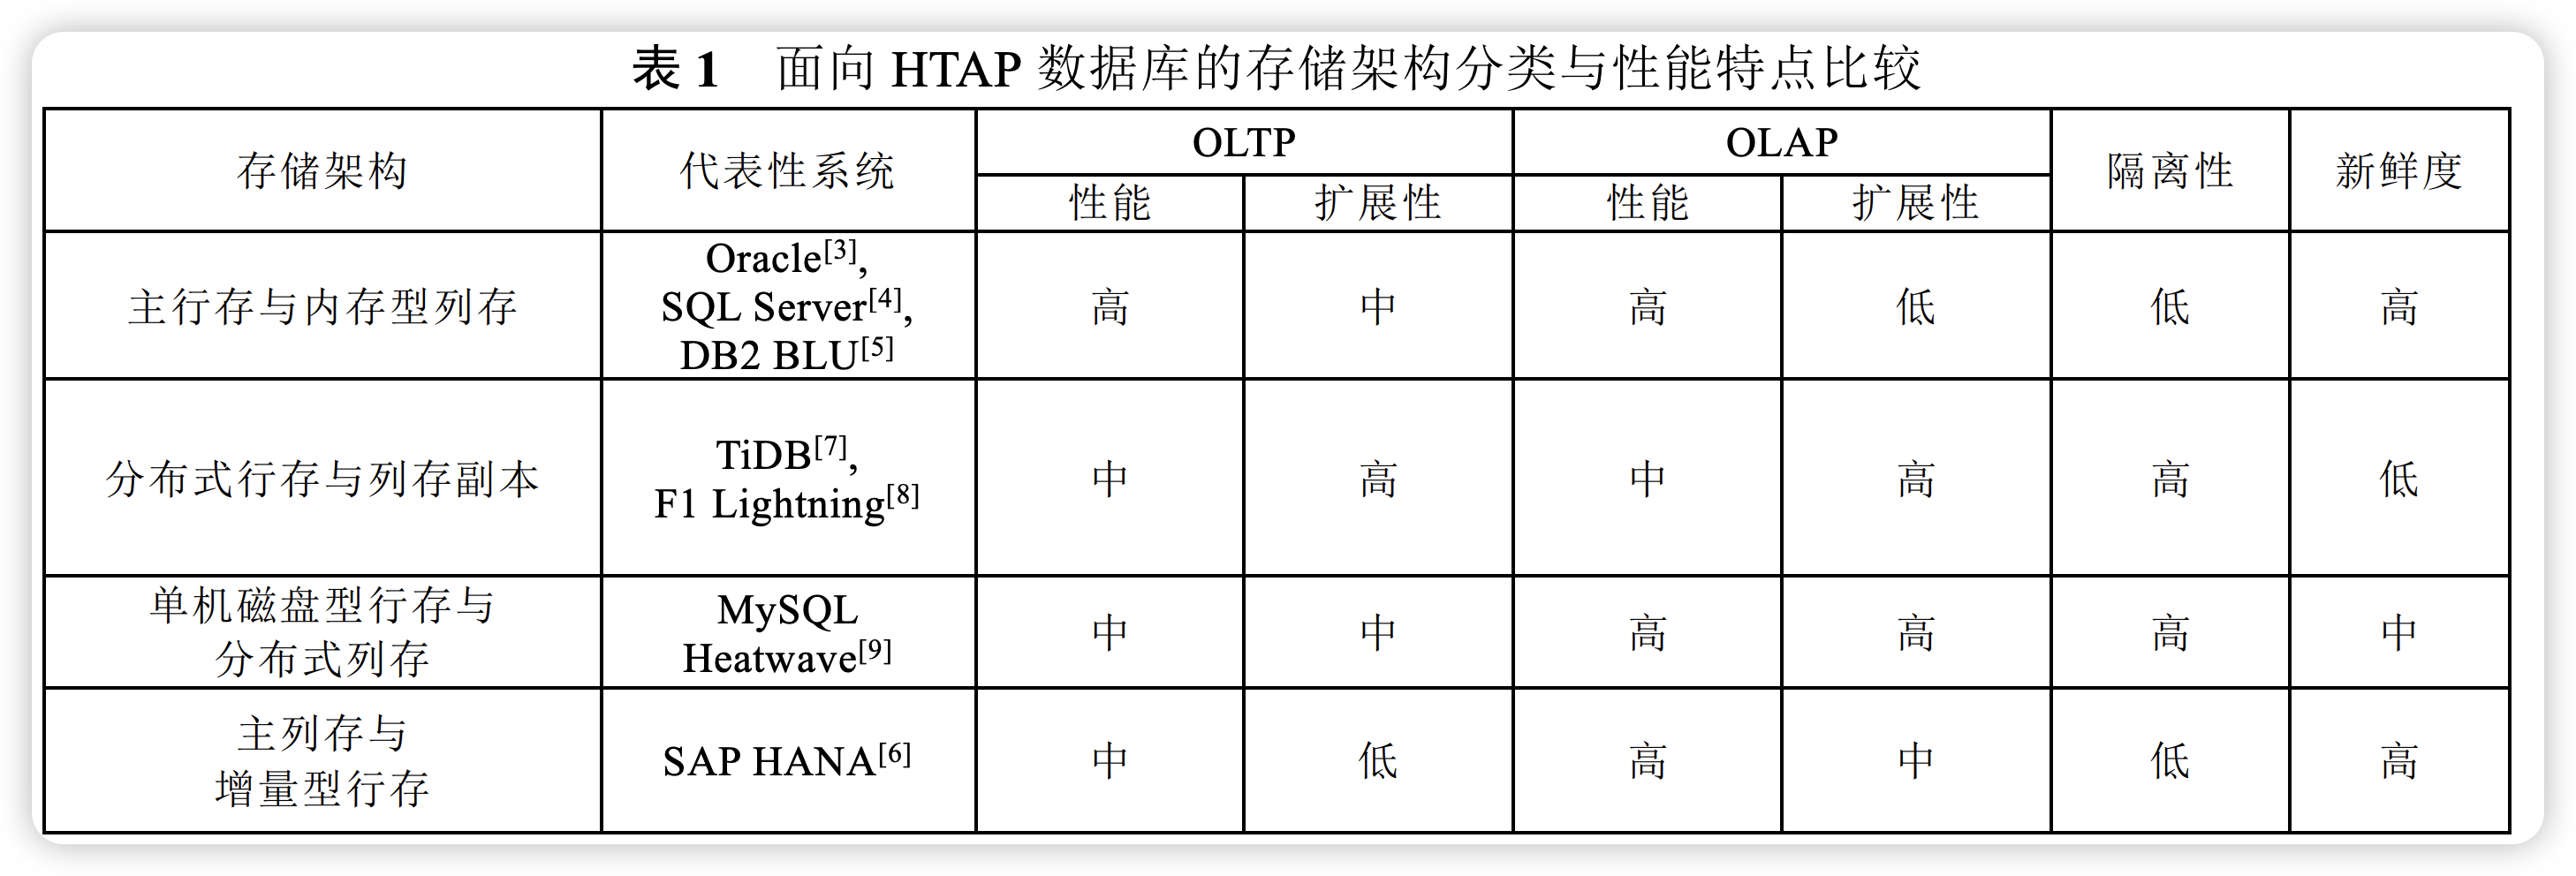 表 1 面向 HTAP 数据库的存储架构分类与性能特点比较
存储架构 代表性系统 OLTP OLAP 隔离性 新鲜度
性能 扩展性 性能 扩展性
主行存与内存型列存 Oracle[3], SQL Server[4], DB2 BLU[5] 高 中 高 低 低 高
分布式行存与列存副本 TiDB[7], F1 Lightning[8] 中 高 中 高 高 低
单机磁盘型行存与分布式列存 MySQL Heatwave[9] 中 中 高 高 高 中
主列存与增量型行存 SAP HANA[6] 中 低 高 中 低 高